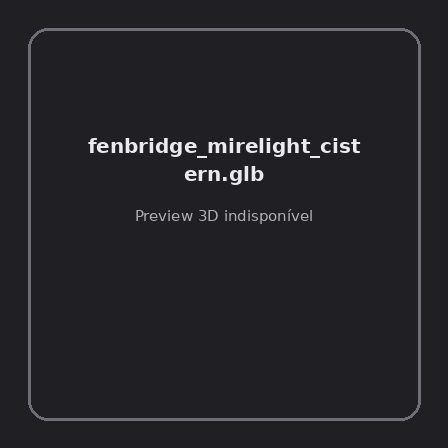 fenbridge_mirelight_cist
ern.glb
Preview 3D indisponível